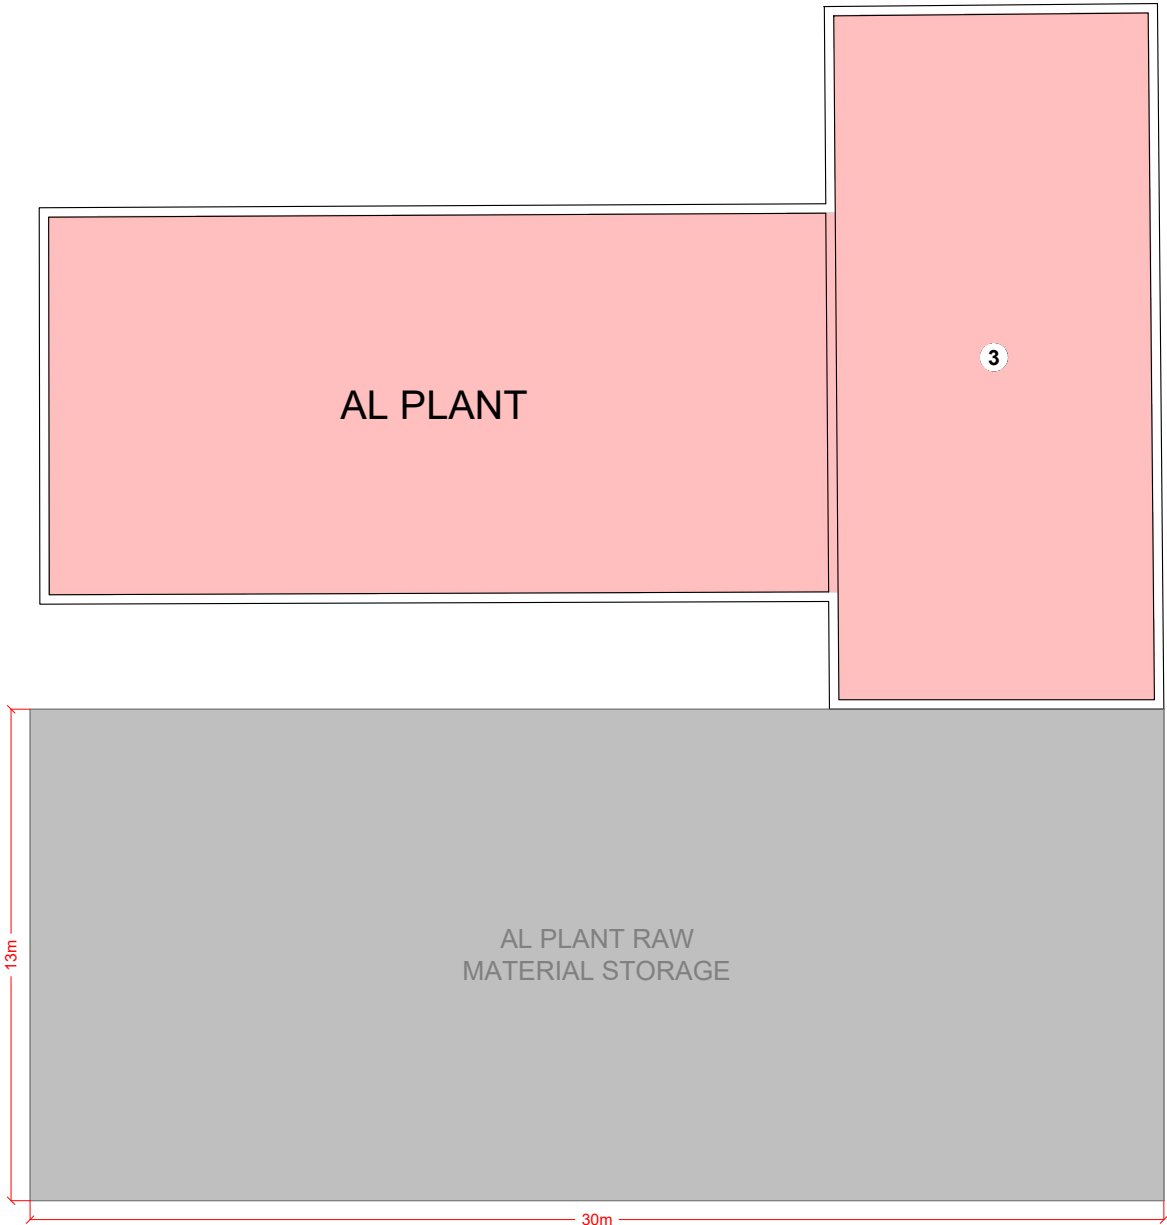 3
AL PLANT
AL PLANT RAW
MATERIAL STORAGE
13m
30m